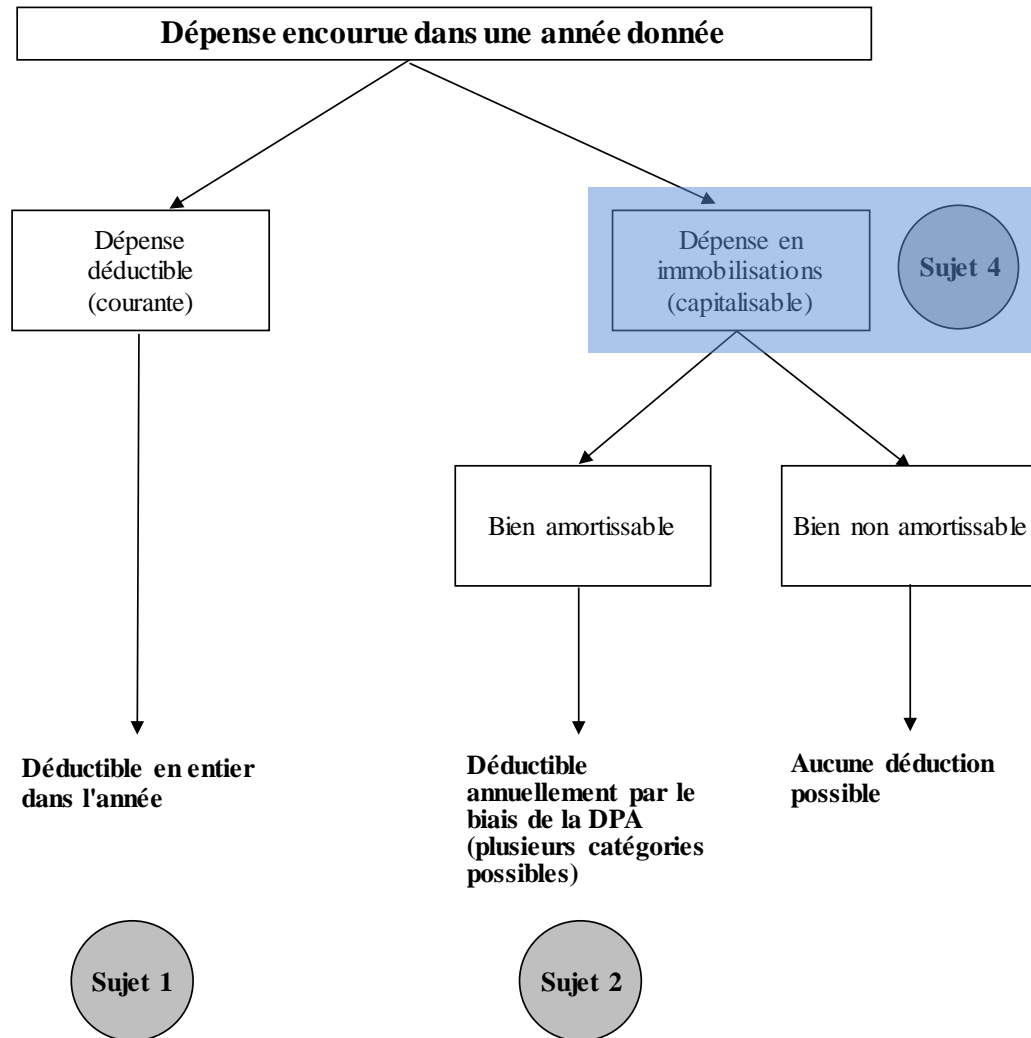 Dépense encourue dans une année donnée
Dépense
déductible
(courante)
Dépense en
immobilisations
(capitalisable)
Sujet 4
Bien amortissable
Bien non amortissable
Déductible en entier
dans l'année
Déductible
annuellement par le
biais de la DPA
(plusieurs catégories
possibles)
Aucune déduction
possible
Sujet 1
Sujet 2